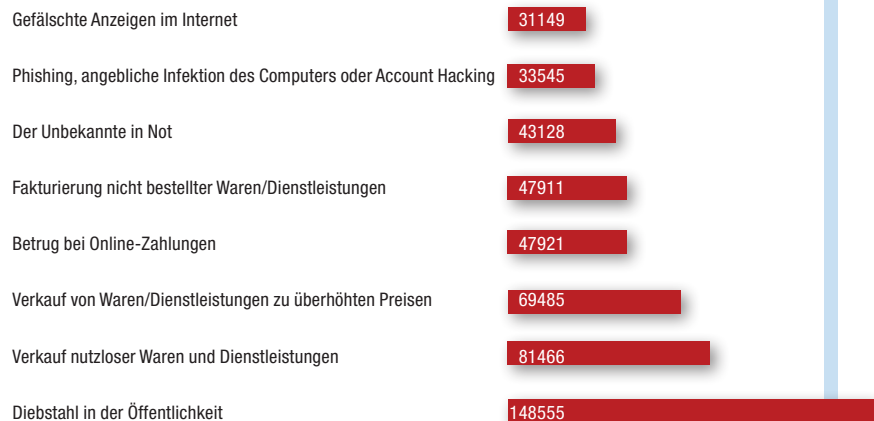 Gefälschte Anzeigen im Internet 31149
Phishing, angebliche Infektion des Computers oder Account Hacking 33545
Der Unbekannte in Not 43128
Fakturierung nicht bestellter Waren/Dienstleistungen 47911
Betrug bei Online-Zahlungen 47921
Verkauf von Waren/Dienstleistungen zu überhöhten Preisen 69485
Verkauf nutzloser Waren und Dienstleistungen 81466
Diebstahl in der Öffentlichkeit 148555